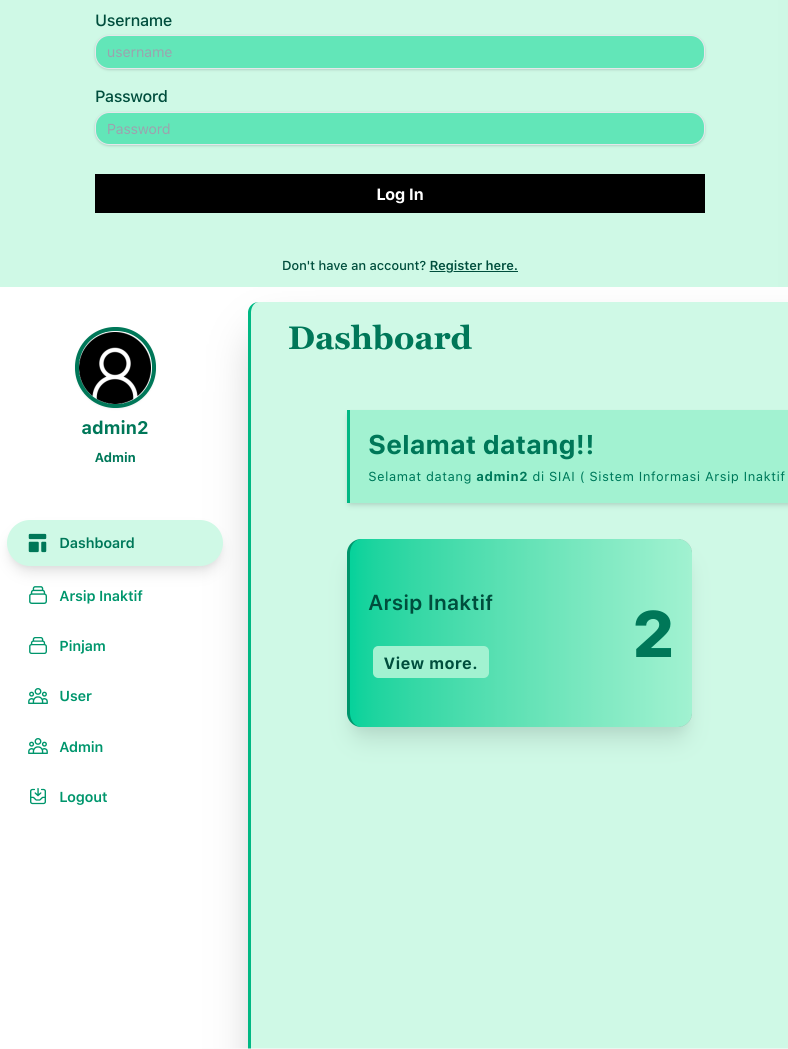 Username
username
Password
Password
Log In
Don't have an account? Register here.
admin2
Admin
Dashboard
Arsip Inaktif
Pinjam
User
Admin
Logout
Dashboard
Selamat datang!!
Selamat datang admin2 di SIAI ( Sistem Informasi Arsip Inaktif
Arsip Inaktif
2
View more.